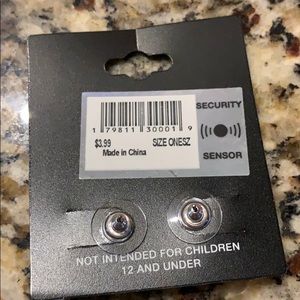 SECURITY
1 79811 30001 9
$3.99 SIZE ONESZ
Made in China
SENSOR
NOT INTENDED FOR CHILDREN
12 AND UNDER